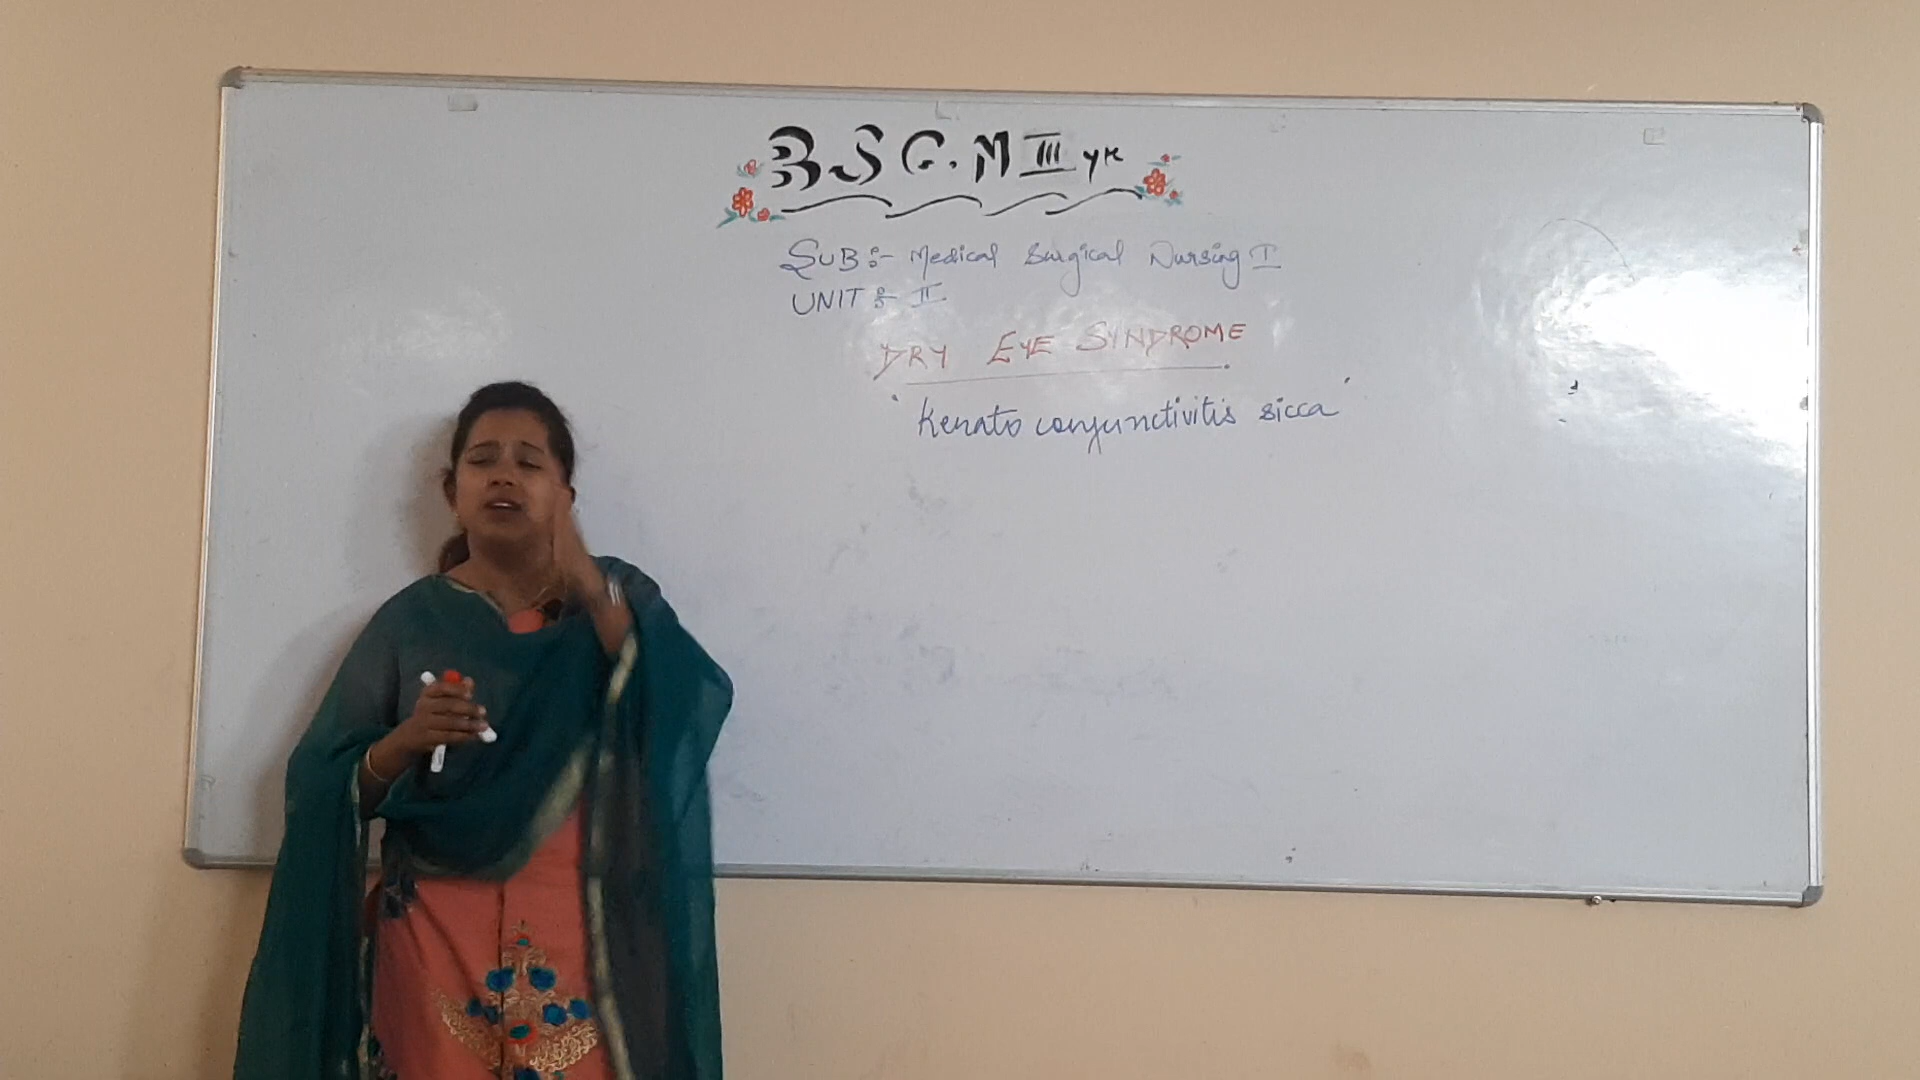 BSC.N III yr
SUB:- Medical Surgical Nursing I
UNIT :- II
DRY EYE SYNDROME
'Kerato conjunctivitis sicca'